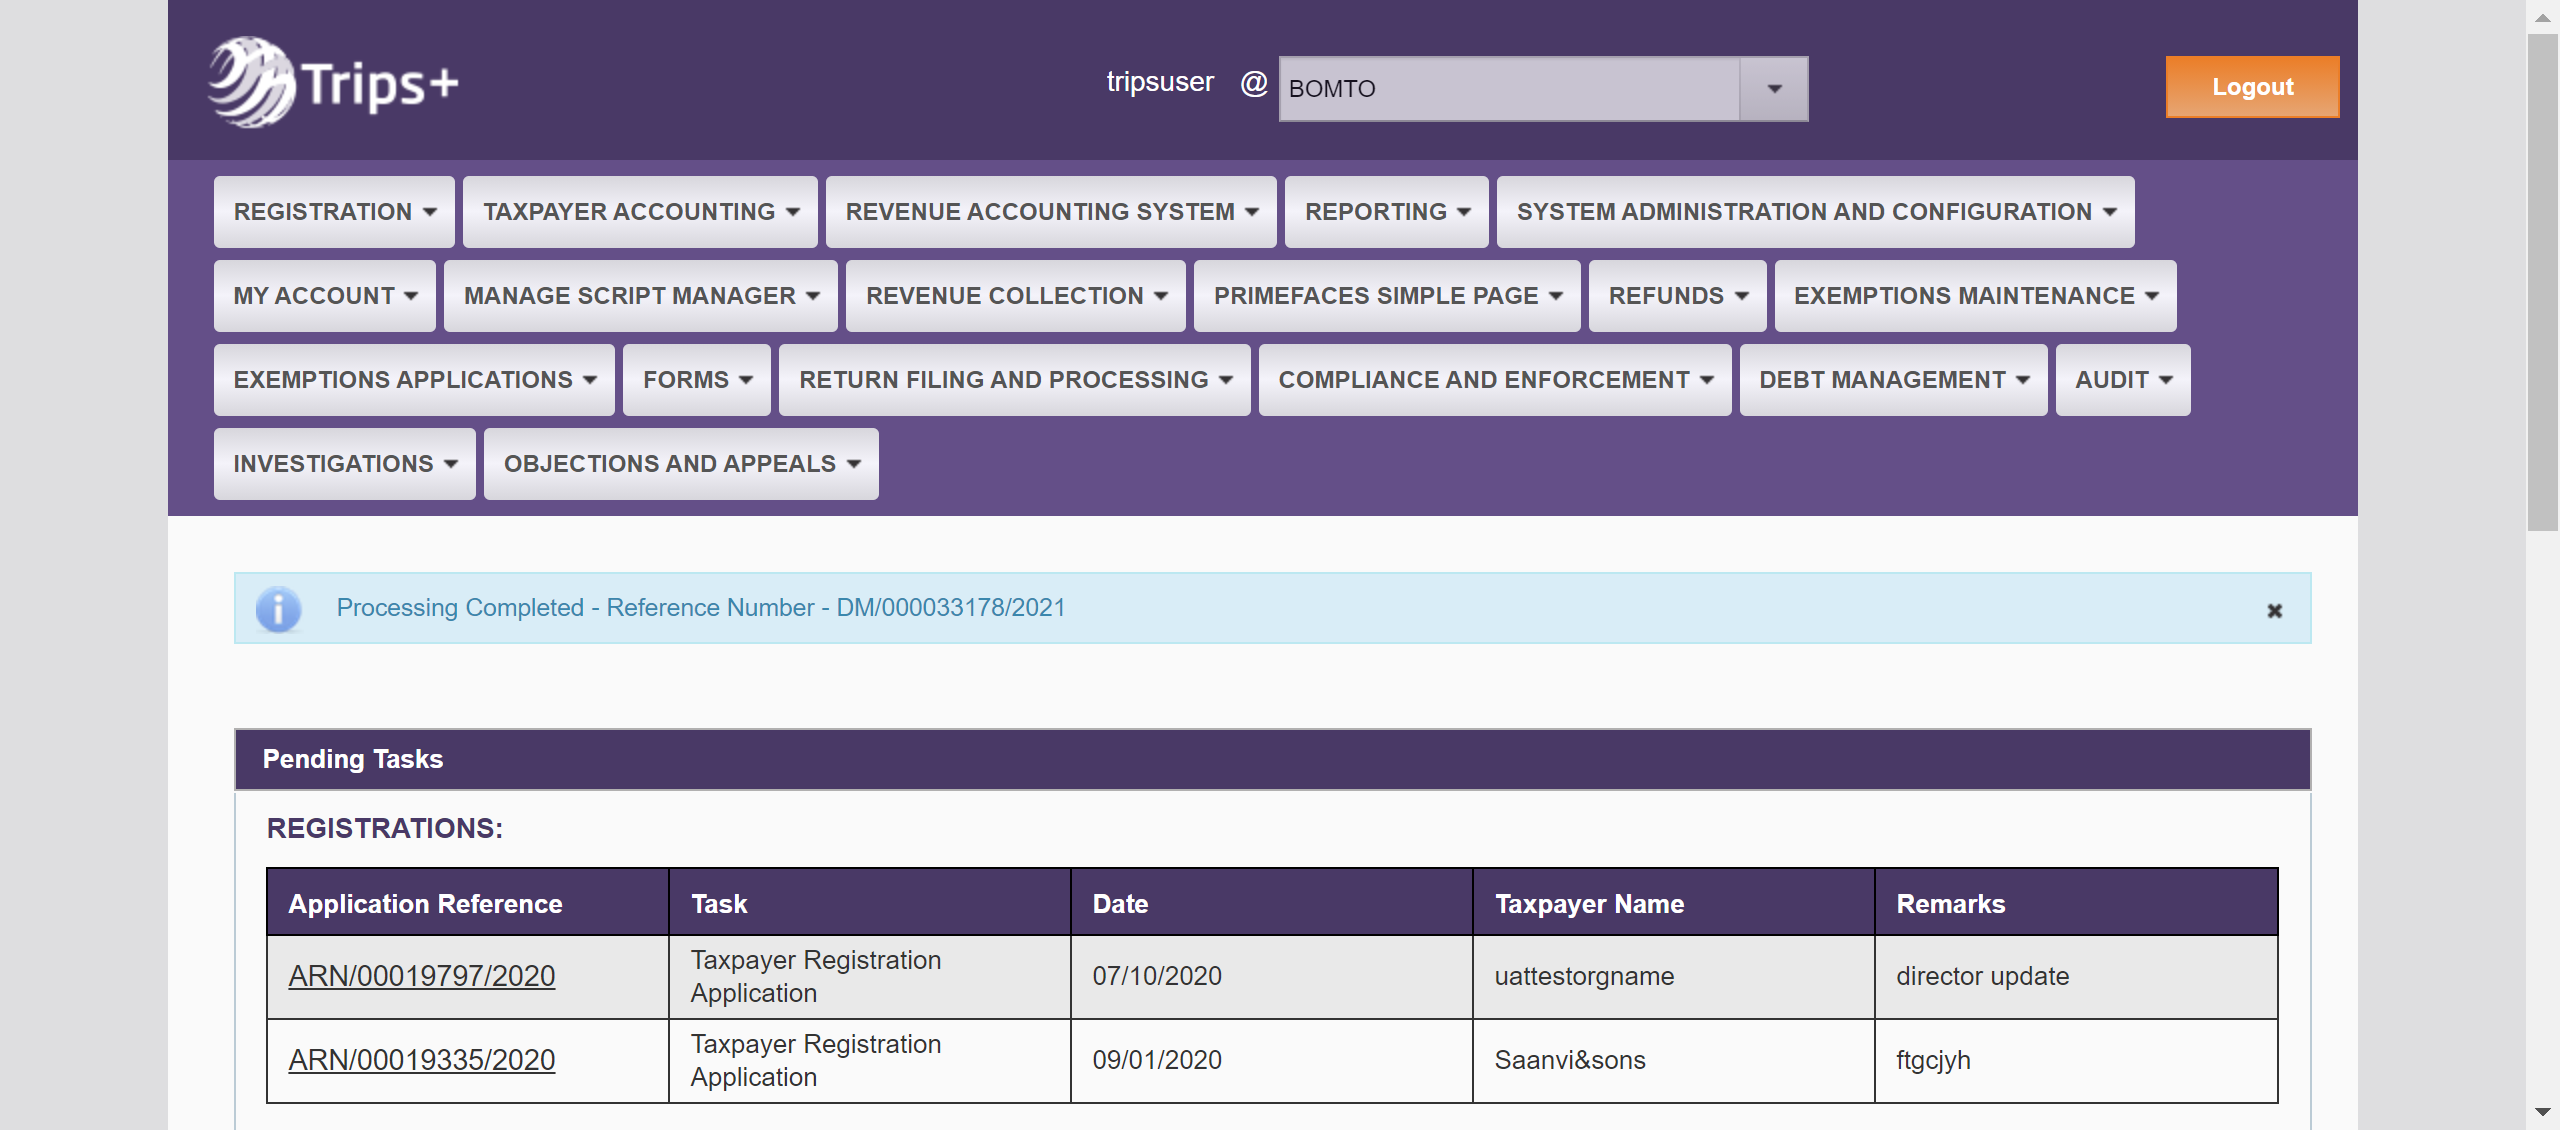 Trips+
tripsuser @ BOMTO
Logout
REGISTRATION TAXPAYER ACCOUNTING REVENUE ACCOUNTING SYSTEM REPORTING SYSTEM ADMINISTRATION AND CONFIGURATION
MY ACCOUNT MANAGE SCRIPT MANAGER REVENUE COLLECTION PRIMEFACES SIMPLE PAGE REFUNDS EXEMPTIONS MAINTENANCE
EXEMPTIONS APPLICATIONS FORMS RETURN FILING AND PROCESSING COMPLIANCE AND ENFORCEMENT DEBT MANAGEMENT AUDIT
INVESTIGATIONS OBJECTIONS AND APPEALS
Processing Completed - Reference Number - DM/000033178/2021
Pending Tasks
REGISTRATIONS:
Application Reference Task Date Taxpayer Name Remarks
ARN/00019797/2020 Taxpayer Registration Application 07/10/2020 uattestorgname director update
ARN/00019335/2020 Taxpayer Registration Application 09/01/2020 Saanvi&sons ftgcjyh